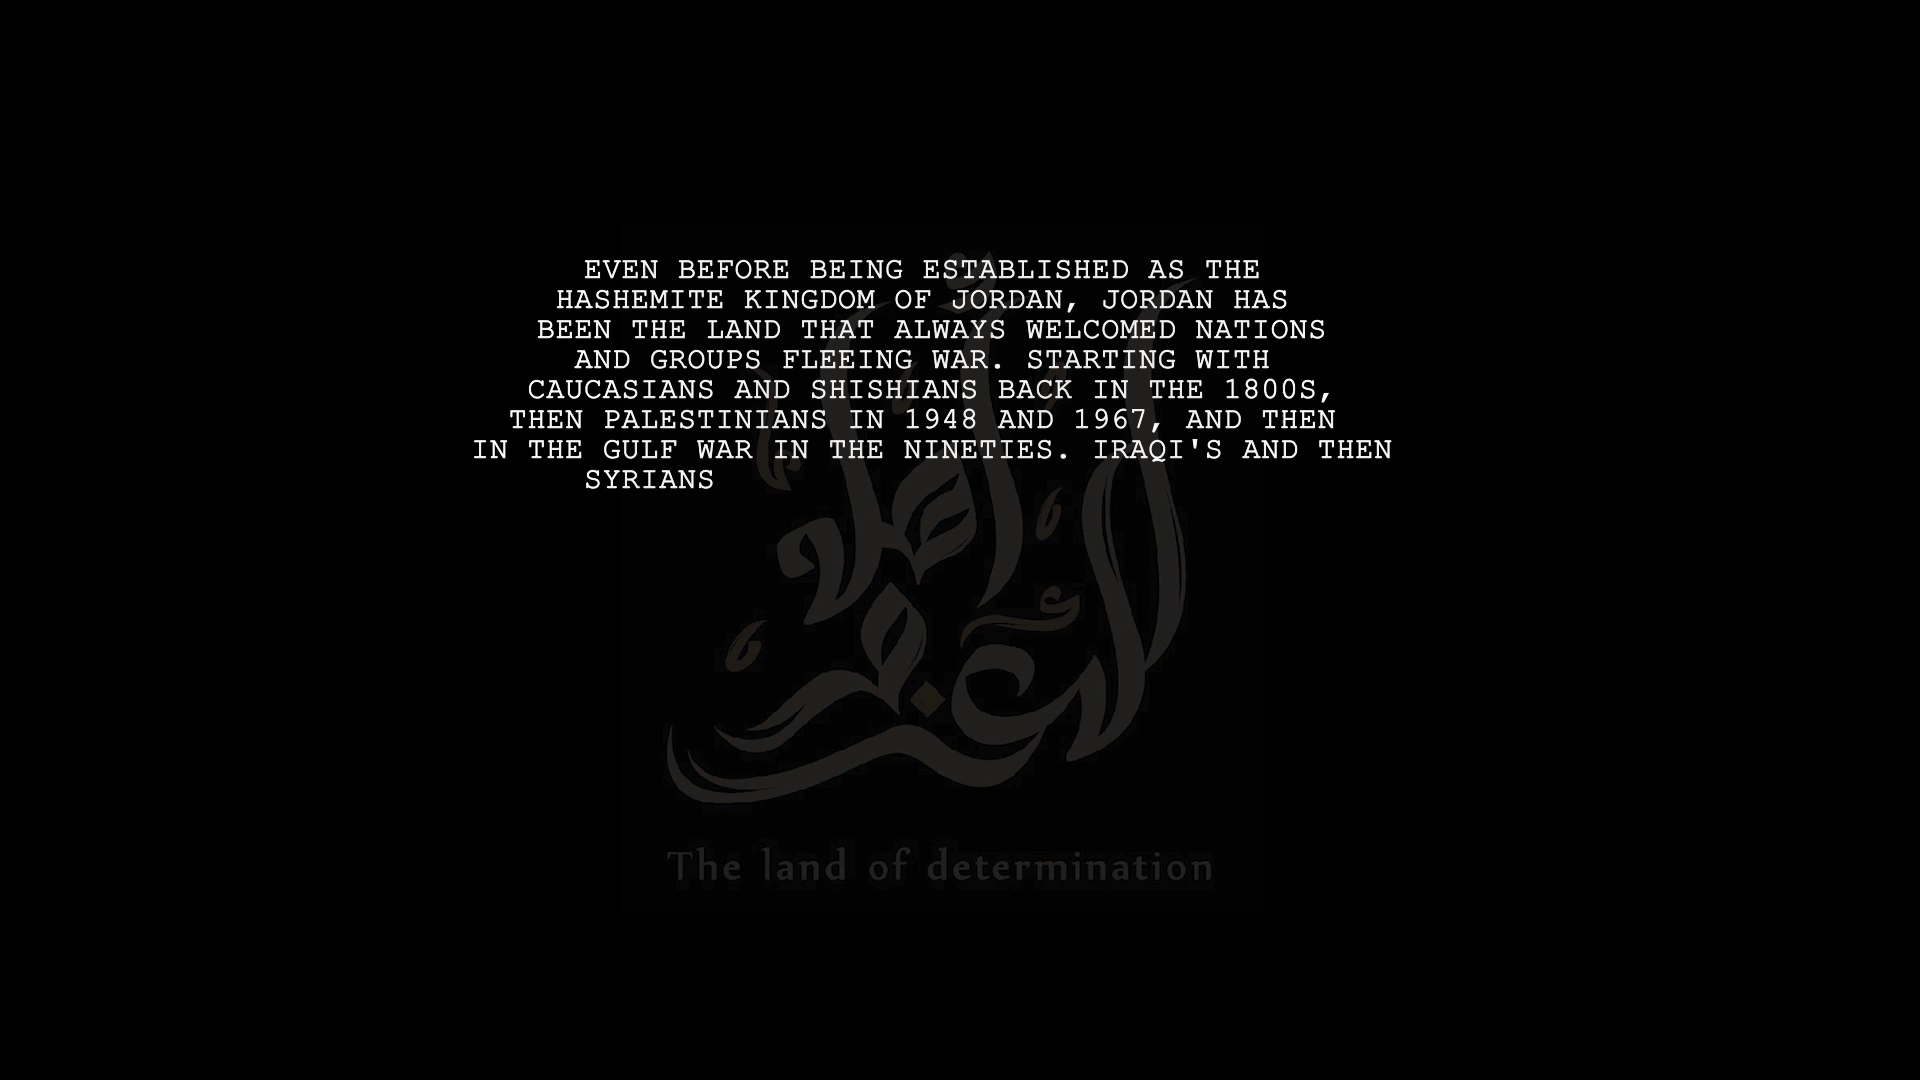 EVEN BEFORE BEING ESTABLISHED AS THE
HASHEMITE KINGDOM OF JORDAN, JORDAN HAS
BEEN THE LAND THAT ALWAYS WELCOMED NATIONS
AND GROUPS FLEEING WAR. STARTING WITH
CAUCASIANS AND SHISHIANS BACK IN THE 1800S,
THEN PALESTINIANS IN 1948 AND 1967, AND THEN
IN THE GULF WAR IN THE NINETIES. IRAQI'S AND THEN
SYRIANS
The land of determination